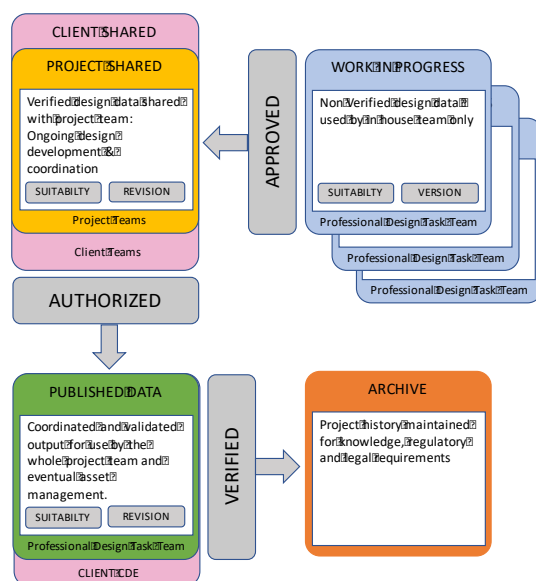 CLIENT SHARED
PROJECT SHARED
Verified design data shared
with project team:
Ongoing design
development &
coordination
SUITABILTY
REVISION
Project Teams
Client Teams
APPROVED
WORK IN PROGRESS
Non Verified design data
used by in house team only
SUITABILTY
VERSION
Professional Design Task Team
Professional Design Task Team
Professional Design Task Team
AUTHORIZED
PUBLISHED DATA
Coordinated and validated
output for use by the
whole project team and
eventual asset
management.
SUITABILTY
REVISION
Professional Design Task Team
CLIENT CDE
VERIFIED
ARCHIVE
Project history maintained
for knowledge, regulatory
and legal requirements